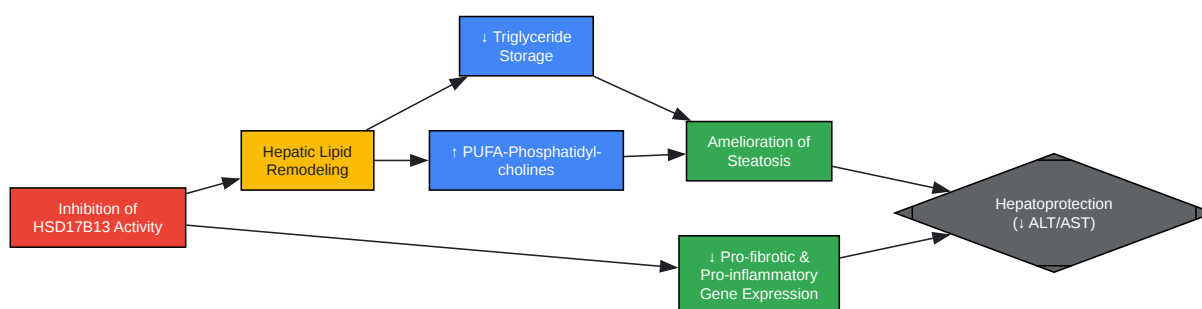 ↓ Triglyceride
Storage
Hepatic Lipid
Remodeling
↑ PUFA-Phosphatidyl-
cholines
Amelioration of
Steatosis
Inhibition of
HSD17B13 Activity
Hepatoprotection
(↓ ALT/AST)
↓ Pro-fibrotic &
Pro-inflammatory
Gene Expression